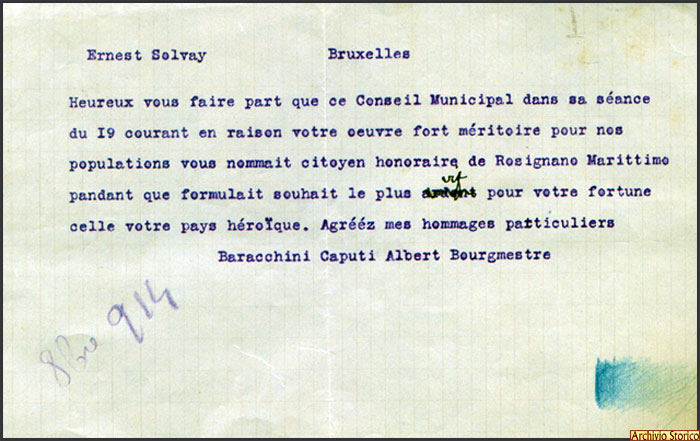 Ernest Solvay Bruxelles
Heureux vous faire part que ce Conseil Municipal dans sa séance
du I9 courant en raison votre oeuvre fort méritoire pour nos
populations vous nommait citoyen honoraire de Rosignano Marittimo
pandant que formulait souhait le plus ardent vif pour votre fortune
celle votre pays héroïque. Agrééz mes hommages particuliers
Baracchini Caputi Albert Bourgmestre
8bre 914
Archivio Storico